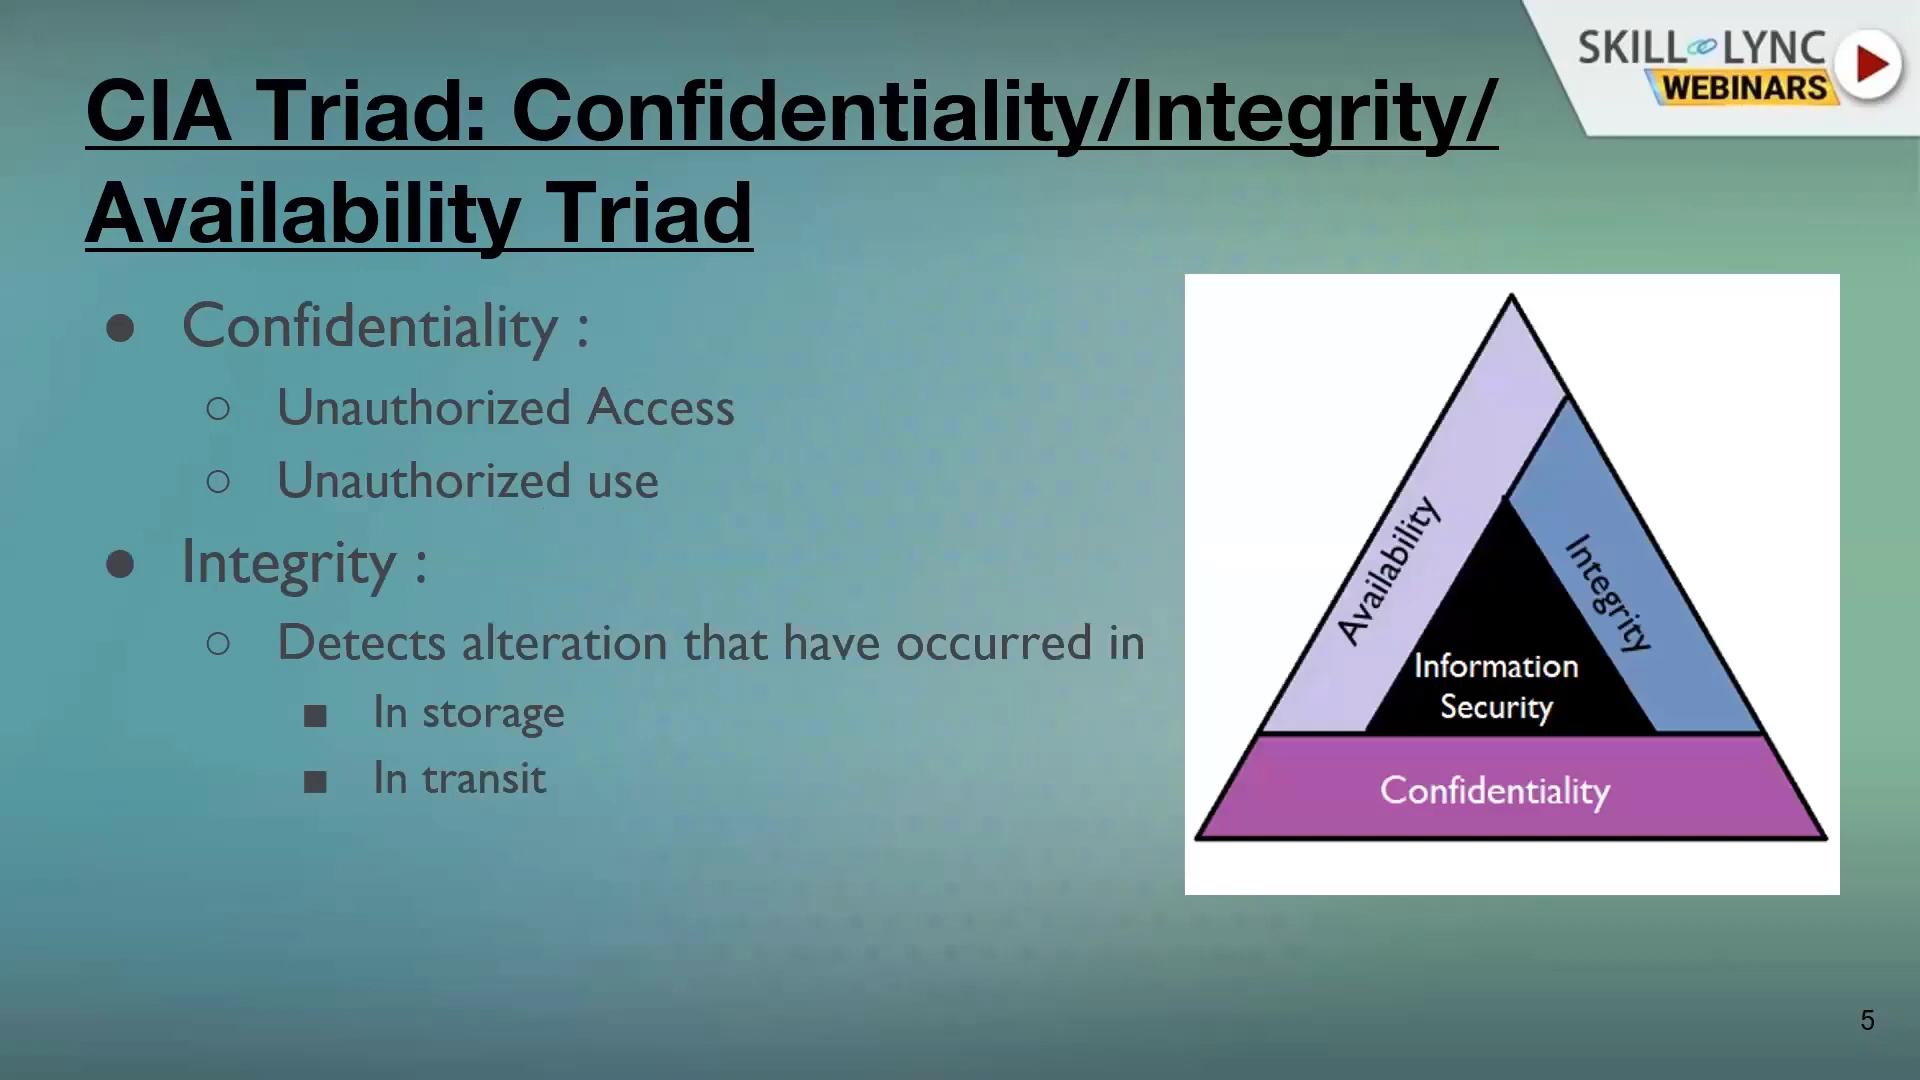 SKILL LYNC
WEBINARS
CIA Triad: Confidentiality/Integrity/
Availability Triad
● Confidentiality :
○ Unauthorized Access
○ Unauthorized use
● Integrity :
○ Detects alteration that have occurred in
■ In storage
■ In transit
Availability
Integrity
Information
Security
Confidentiality
5